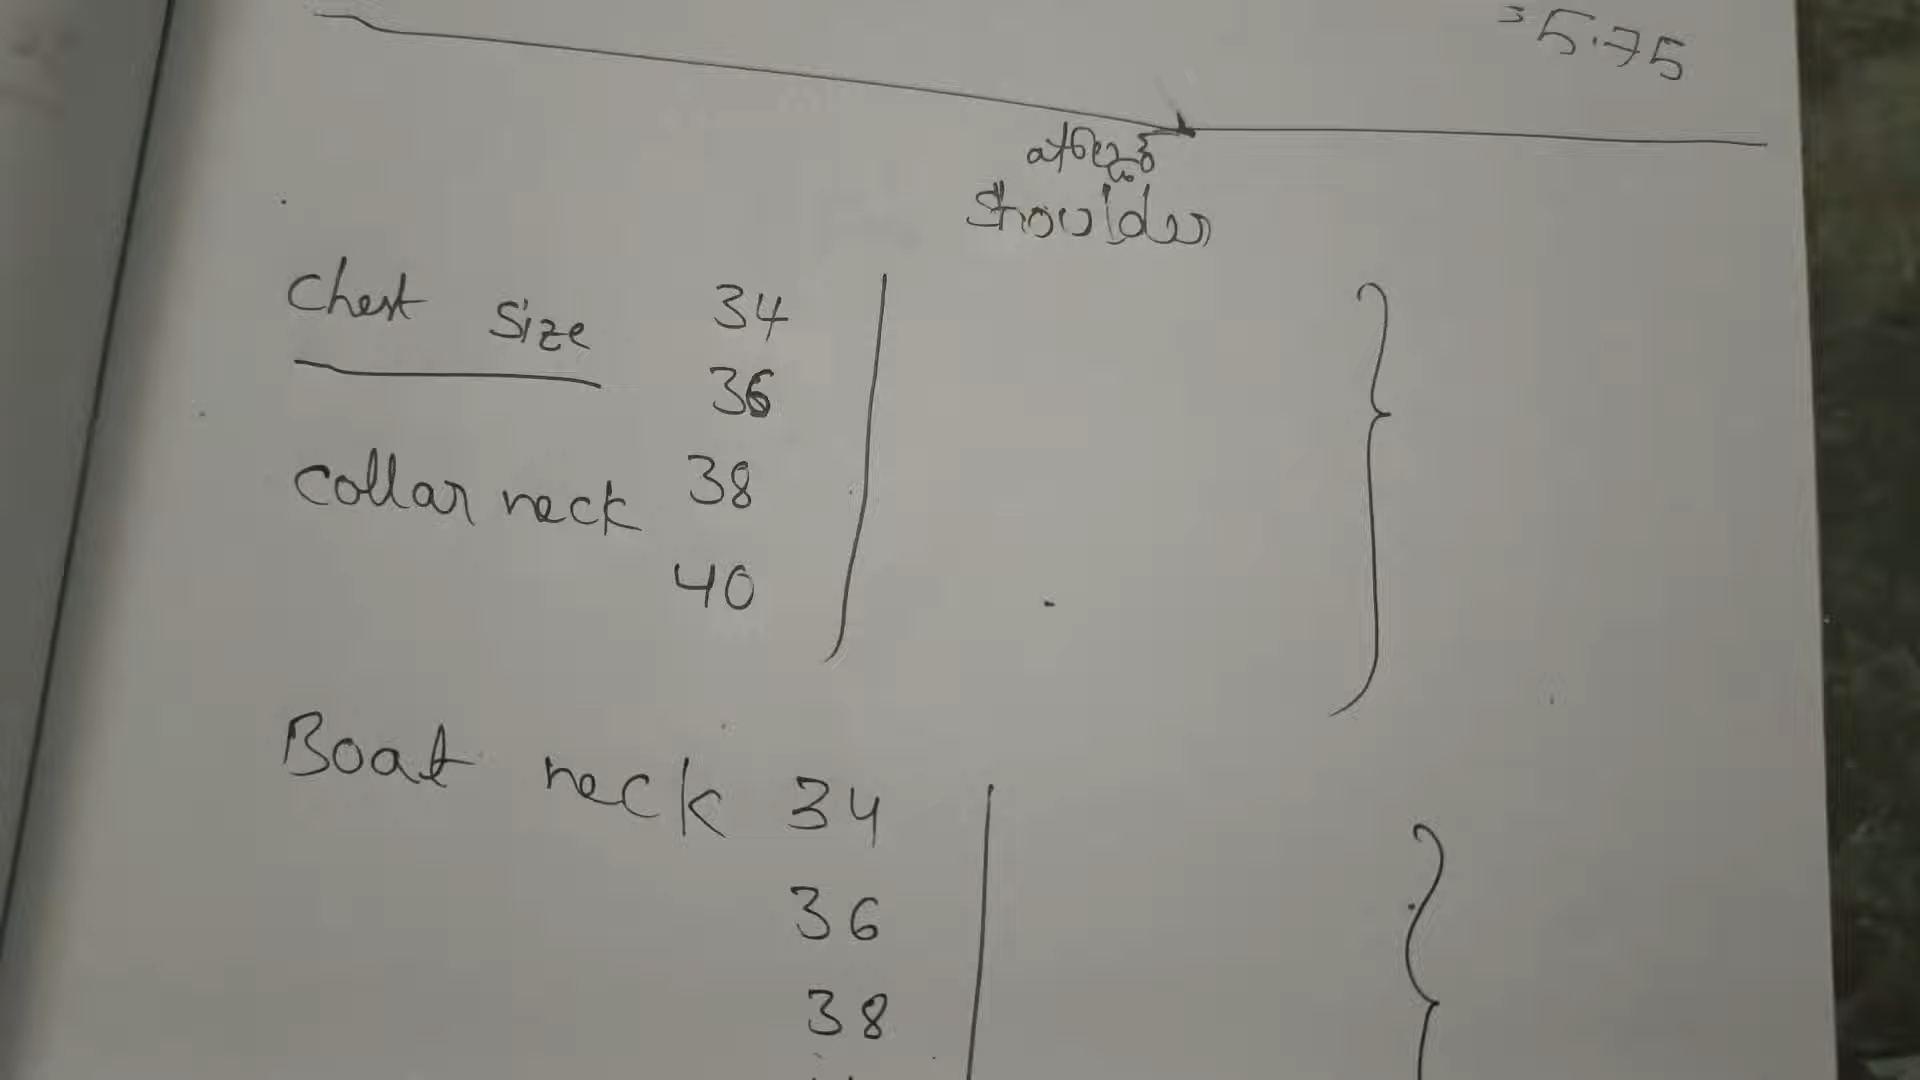 5.75
shoulder
Chest size 34
36
collar neck 38
40
Boat neck 34
36
38